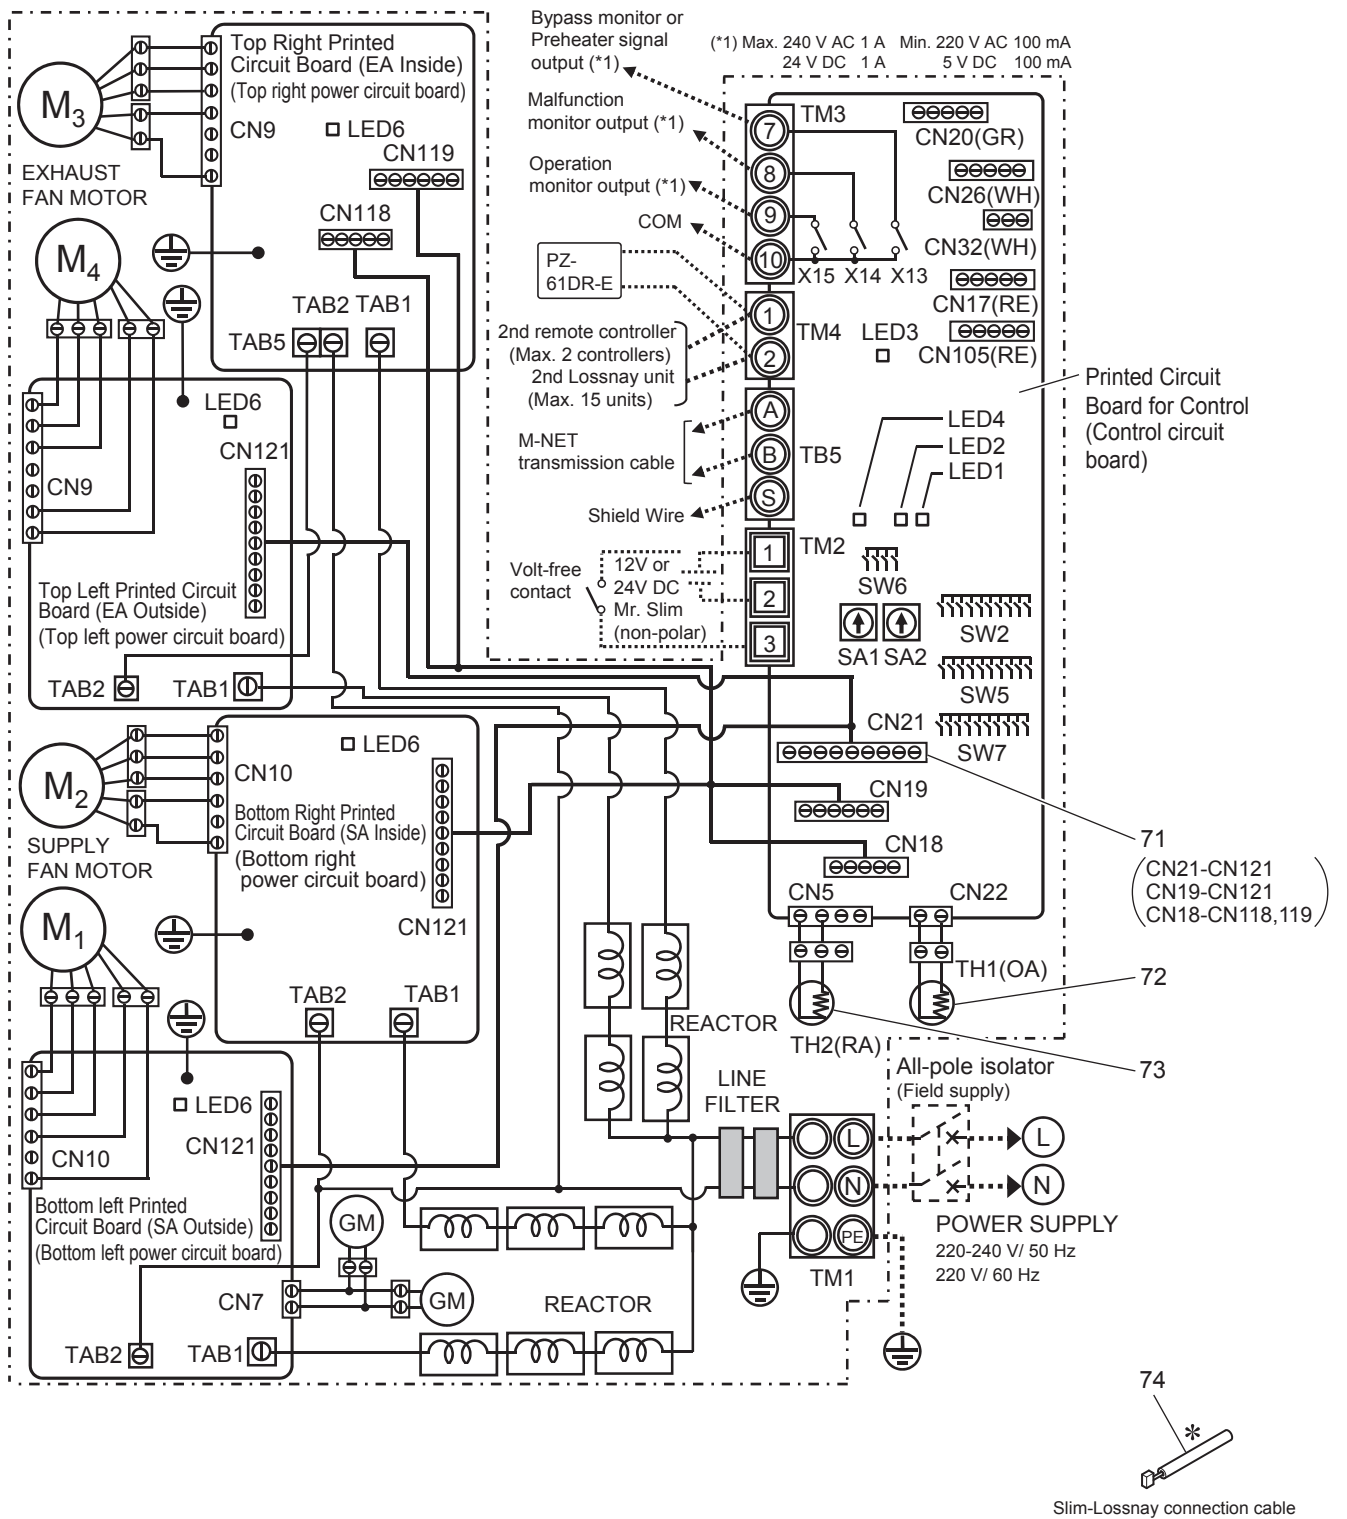 Bypass monitor or
Preheater signal
output (*1)
(*1) Max. 240 V AC 1 A Min. 220 V AC 100 mA
24 V DC 1 A 5 V DC 100 mA
Malfunction
monitor output (*1)
Operation
monitor output (*1)
COM
PZ-
61DR-E
2nd remote controller
(Max. 2 controllers)
2nd Lossnay unit
(Max. 15 units)
M-NET
transmission cable
Shield Wire
Volt-free
contact
12V or
24V DC
Mr. Slim
(non-polar)
M3
EXHAUST
FAN MOTOR
Top Right Printed
Circuit Board (EA Inside)
(Top right power circuit board)
CN9
LED6
CN119
CN118
TAB2 TAB1
TAB5
M4
LED6
CN121
CN9
Top Left Printed Circuit
Board (EA Outside)
(Top left power circuit board)
TAB2
TAB1
M2
SUPPLY
FAN MOTOR
LED6
CN10
Bottom Right Printed
Circuit Board (SA Inside)
(Bottom right
power circuit board)
CN121
TAB2
TAB1
M1
LED6
CN121
CN10
Bottom left Printed
Circuit Board (SA Outside)
(Bottom left power circuit board)
CN7
TAB2
TAB1
GM
GM
REACTOR
REACTOR
LINE
FILTER
7
8
9
10
TM3
X15 X14 X13
1
2
TM4
A
B
S
TB5
1
2
3
TM2
CN20(GR)
CN26(WH)
CN32(WH)
CN17(RE)
CN105(RE)
LED3
Printed Circuit
Board for Control
(Control circuit
board)
LED4
LED2
LED1
SW6
SA1 SA2
SW2
SW5
SW7
CN21
CN19
CN18
CN5
CN22
TH1(OA)
TH2(RA)
71
(CN21-CN121
CN19-CN121
CN18-CN118,119)
72
73
All-pole isolator
(Field supply)
L
N
PE
TM1
L
N
POWER SUPPLY
220-240 V/ 50 Hz
220 V/ 60 Hz
74
*
Slim-Lossnay connection cable